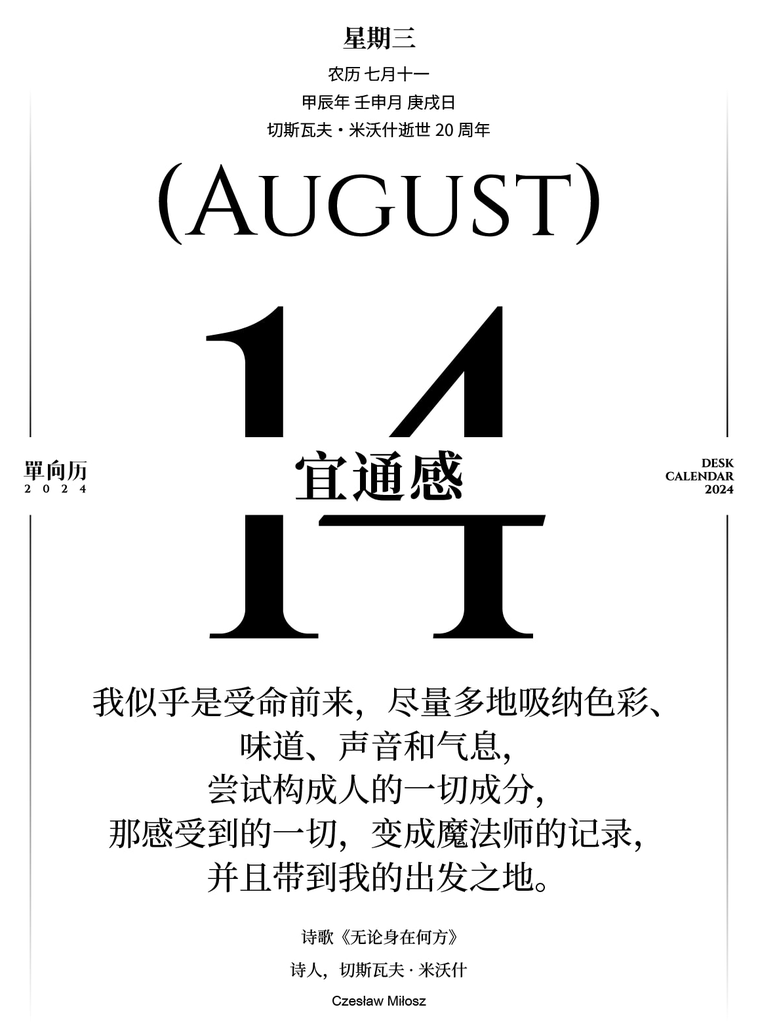 星期三
农历 七月十一
甲辰年 壬申月 庚戌日
切斯瓦夫·米沃什逝世 20 周年
(AUGUST)
14
單向历
2024
宜通感
DESK
CALENDAR
2024
我似乎是受命前来，尽量多地吸纳色彩、
味道、声音和气息，
尝试构成人的一切成分，
那感受到的一切，变成魔法师的记录，
并且带到我的出发之地。
诗歌《无论身在何方》
诗人，切斯瓦夫·米沃什
Czesław Miłosz